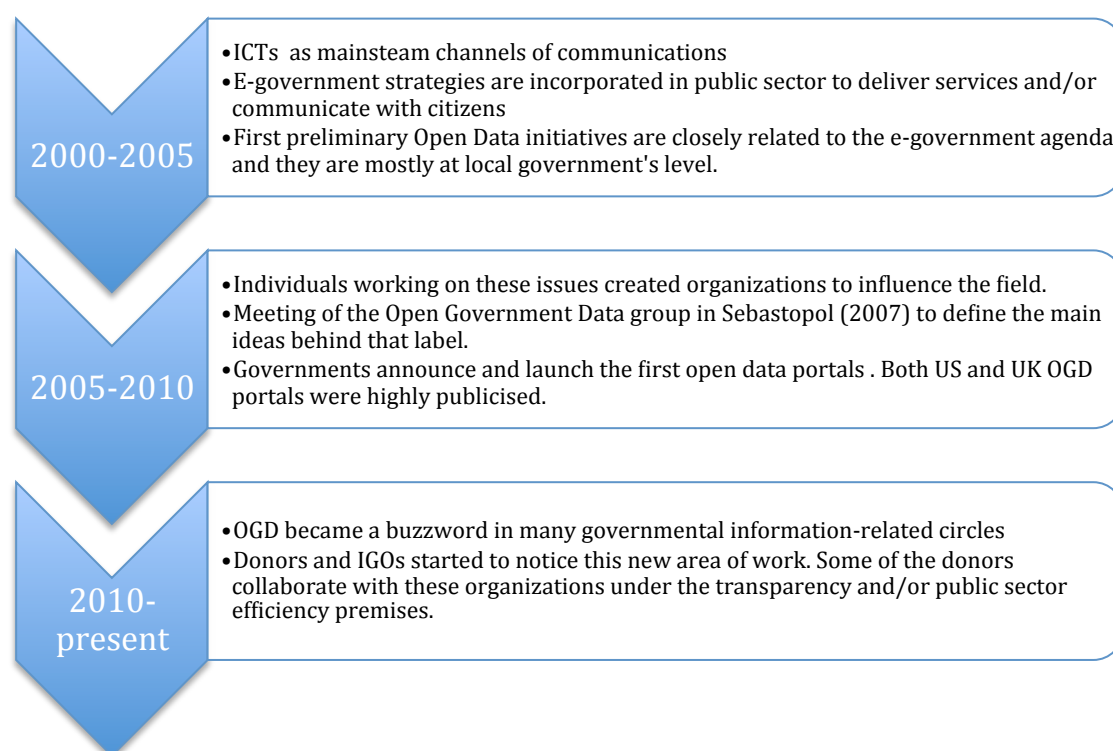 2000-2005
•ICTs  as mainsteam channels of communications
•E-government strategies are incorporated in public sector to deliver services and/or
communicate with citizens
•First preliminary Open Data initiatives are closely related to the e-government agenda
and they are mostly at local government's level.
2005-2010
•Individuals working on these issues created organizations to influence the field.
•Meeting of the Open Government Data group in Sebastopol (2007) to define the main
ideas behind that label.
•Governments announce and launch the first open data portals . Both US and UK OGD
portals were highly publicised.
2010-
present
•OGD became a buzzword in many governmental information-related circles
•Donors and IGOs started to notice this new area of work. Some of the donors
collaborate with these organizations under the transparency and/or public sector
efficiency premises.